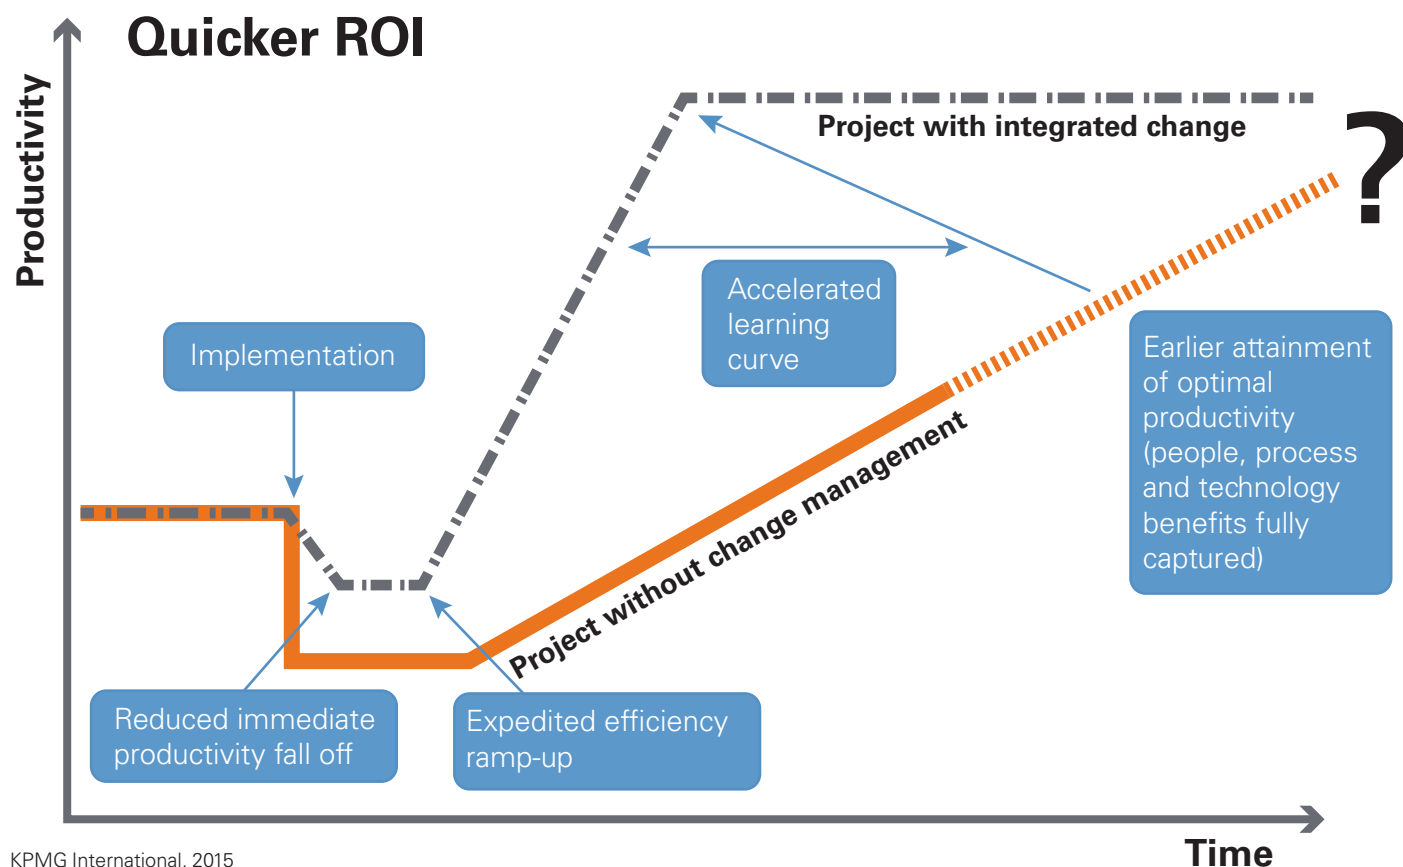 Quicker ROI
Productivity
Project with integrated change
?
Accelerated
learning
curve
Implementation
Earlier attainment
of optimal
productivity
(people, process
and technology
benefits fully
captured)
Project without change management
Reduced immediate
productivity fall off
Expedited efficiency
ramp-up
Time
KPMG International, 2015